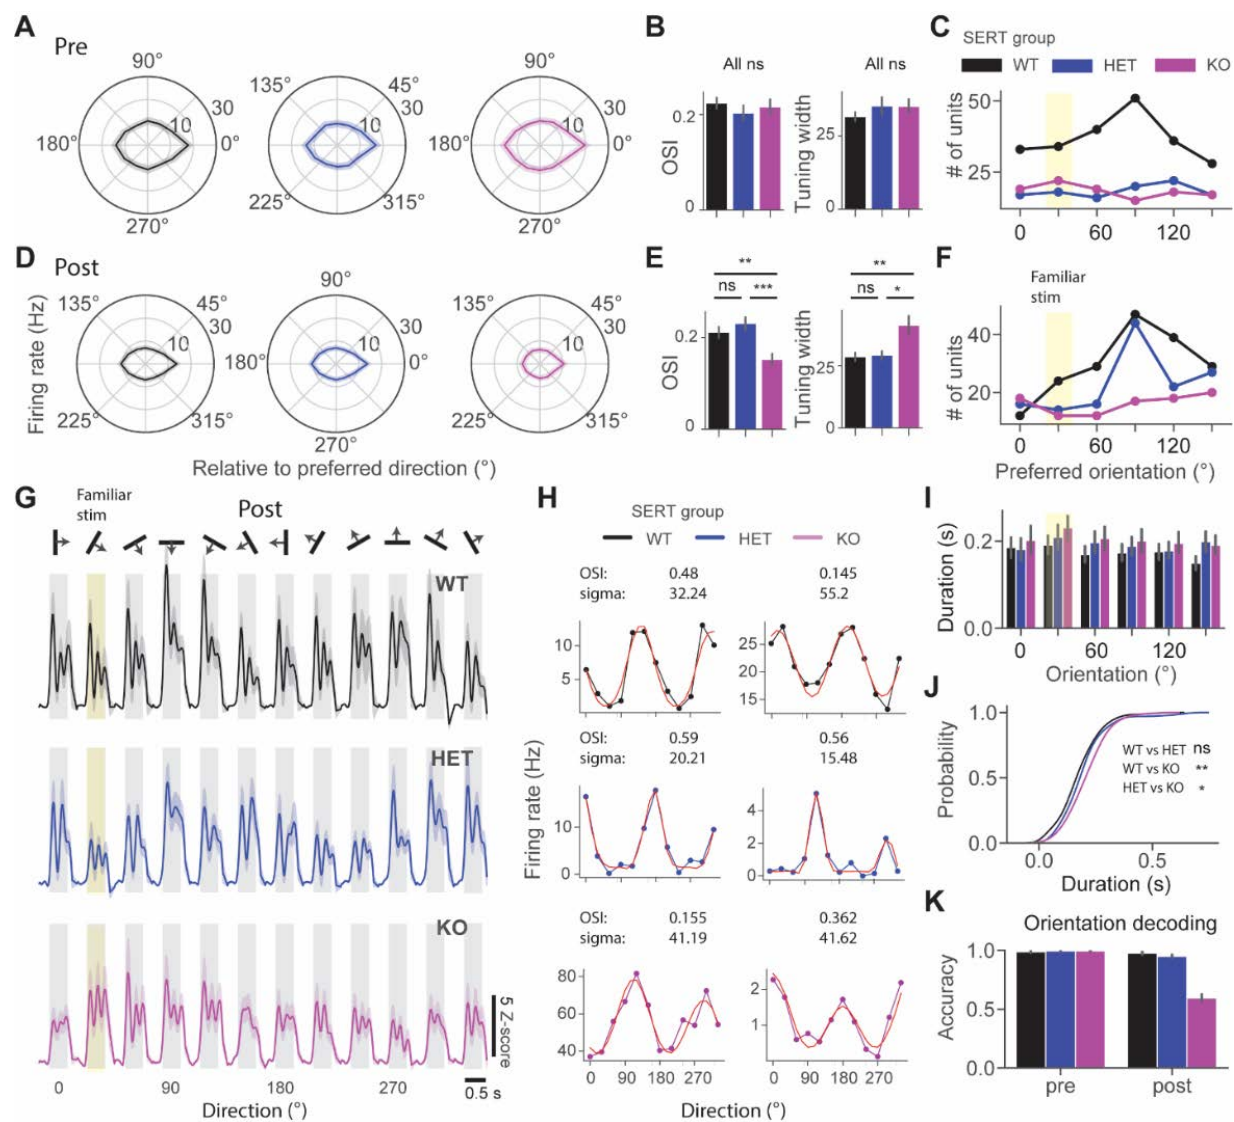 A
Pre
90°
180°
30
10
0°
270°
135°
45°
30
10
225°
315°
90°
180°
30
10
0°
270°
B
All ns
OSI
0.2
0
All ns
Tuning width
25
0
C
SERT group
WT
HET
KO
# of units
50
25
0
60
120
D
Post
Firing rate (Hz)
135°
45°
30
10
225°
315°
90°
180°
30
10
0°
270°
135°
45°
30
10
225°
315°
Relative to preferred direction (°)
E
**
ns
***
OSI
0.2
0
**
ns
*
Tuning width
25
0
F
Familiar
stim
# of units
40
20
0
60
120
Preferred orientation (°)
G
Familiar
stim
Post
WT
HET
KO
5 Z-score
0
90
180
270
0.5 s
Direction (°)
H
SERT group
WT
HET
KO
OSI: 0.48 0.145
sigma: 32.24 55.2
10
5
25
20
15
OSI: 0.59 0.56
sigma: 20.21 15.48
Firing rate (Hz)
10
0
4
2
0
OSI: 0.155 0.362
sigma: 41.19 41.62
80
60
40
2
1
0
90
180
270
0
90
180
270
Direction (°)
I
Duration (s)
0.2
0.0
0
60
120
Orientation (°)
J
Probability
1.0
0.5
0.0
WT vs HET ns
WT vs KO **
HET vs KO *
0.0
0.5
Duration (s)
K
Orientation decoding
Accuracy
1.0
0.5
0.0
pre
post